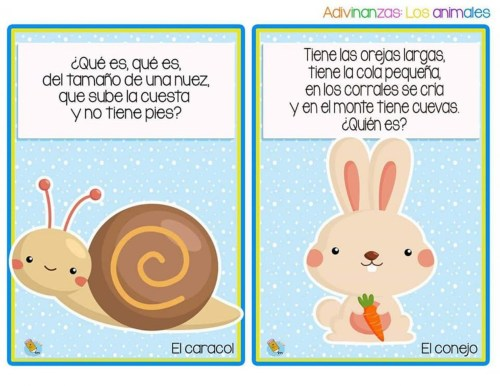 Adivinanzas: Los animales
¿Qué es, qué es,
del tamaño de una nuez,
que sube la cuesta
y no tiene pies?
El caracol
Tiene las orejas largas,
tiene la cola pequeña,
en los corrales se cría
y en el monte tiene cuevas.
¿Quién es?
El conejo